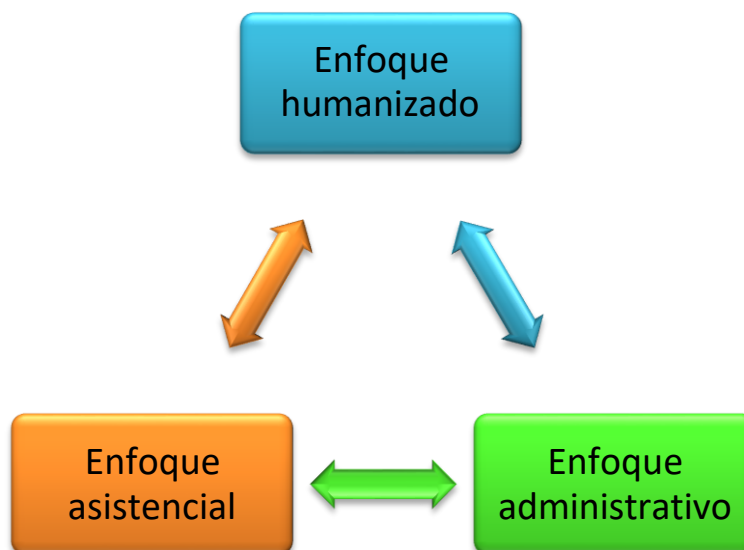 Enfoque
humanizado
Enfoque
asistencial
Enfoque
administrativo